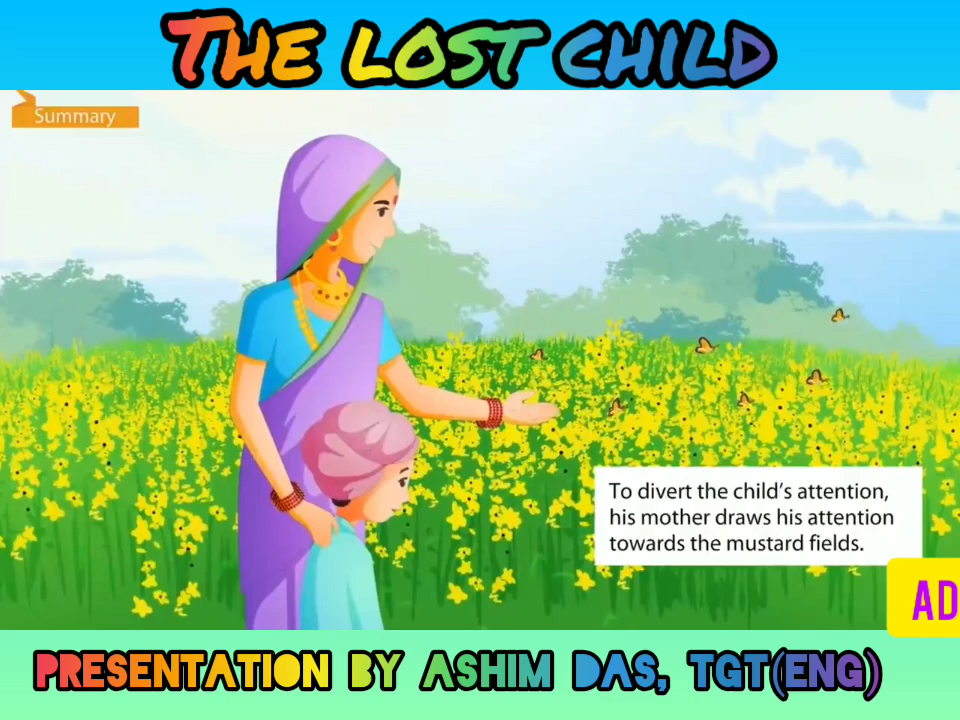 THE LOST CHILD
Summary
To divert the child's attention,
his mother draws his attention
towards the mustard fields.
AD
PRESENTATION BY ASHIM DAS, TGT(ENG)